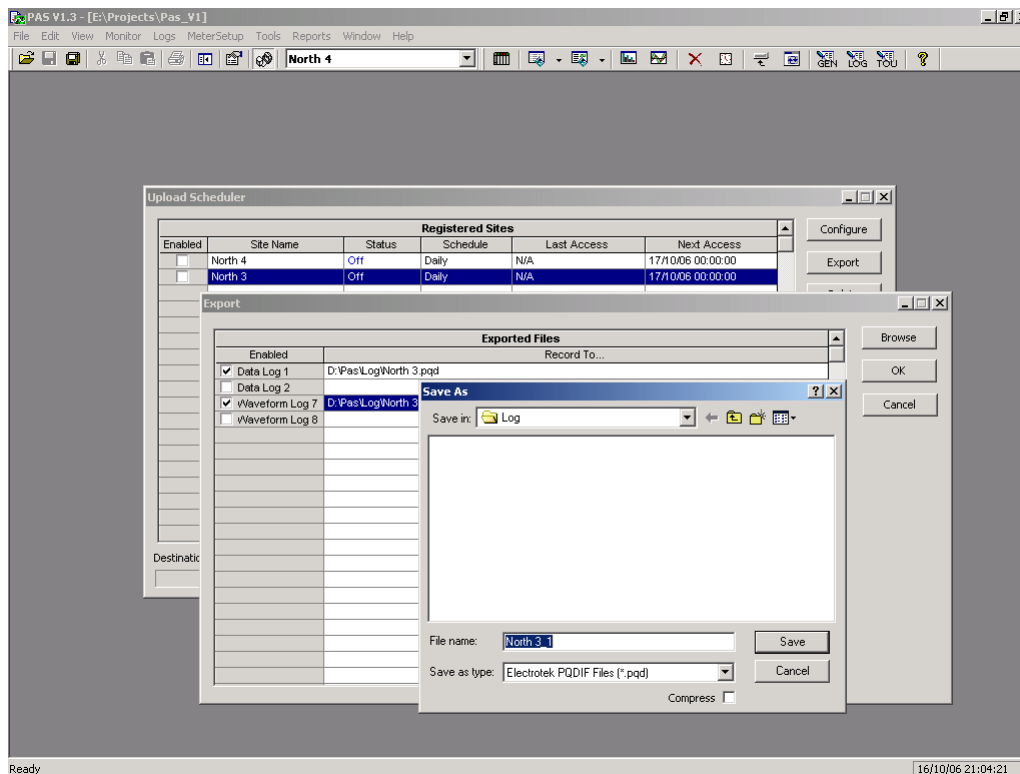 PAS V1.3 - [E:\Projects\Pas_V1]
File Edit View Monitor Logs MeterSetup Tools Reports Window Help
North 4
GEN LOG TOU
Upload Scheduler
Registered Sites
Enabled Site Name Status Schedule Last Access Next Access
North 4 Off Daily N/A 17/10/06 00:00:00
North 3 Off Daily N/A 17/10/06 00:00:00
Configure
Export
Export
Exported Files
Enabled Record To...
Data Log 1 D:\Pas\Log\North 3.pqd
Data Log 2
Waveform Log 7 D:\Pas\Log\North 3
Waveform Log 8
Browse
OK
Cancel
Save As
Save in: Log
File name: North 3_1
Save as type: Electrotek PQDIF Files (*.pqd)
Save
Cancel
Compress
Ready
16/10/06 21:04:21